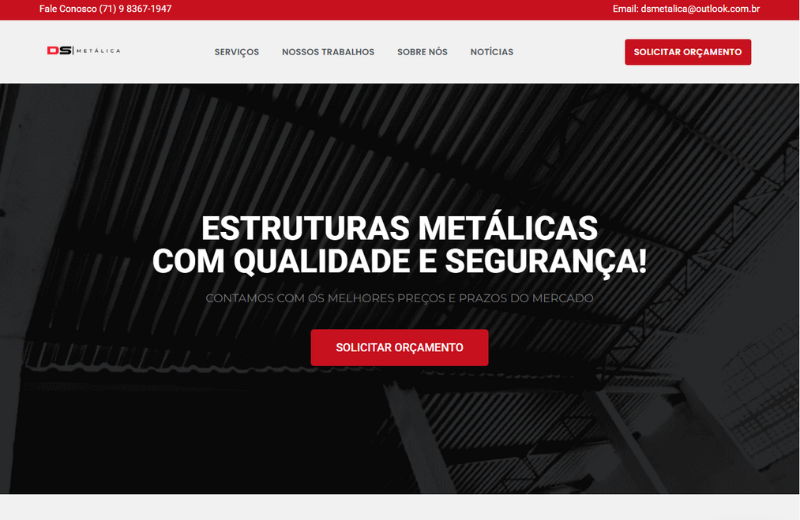 Fale Conosco (71) 9 8367-1947
Email: dsmetalica@outlook.com.br
DS METÁLICA
SERVIÇOS
NOSSOS TRABALHOS
SOBRE NÓS
NOTÍCIAS
SOLICITAR ORÇAMENTO
ESTRUTURAS METÁLICAS
COM QUALIDADE E SEGURANÇA!
CONTAMOS COM OS MELHORES PREÇOS E PRAZOS DO MERCADO
SOLICITAR ORÇAMENTO